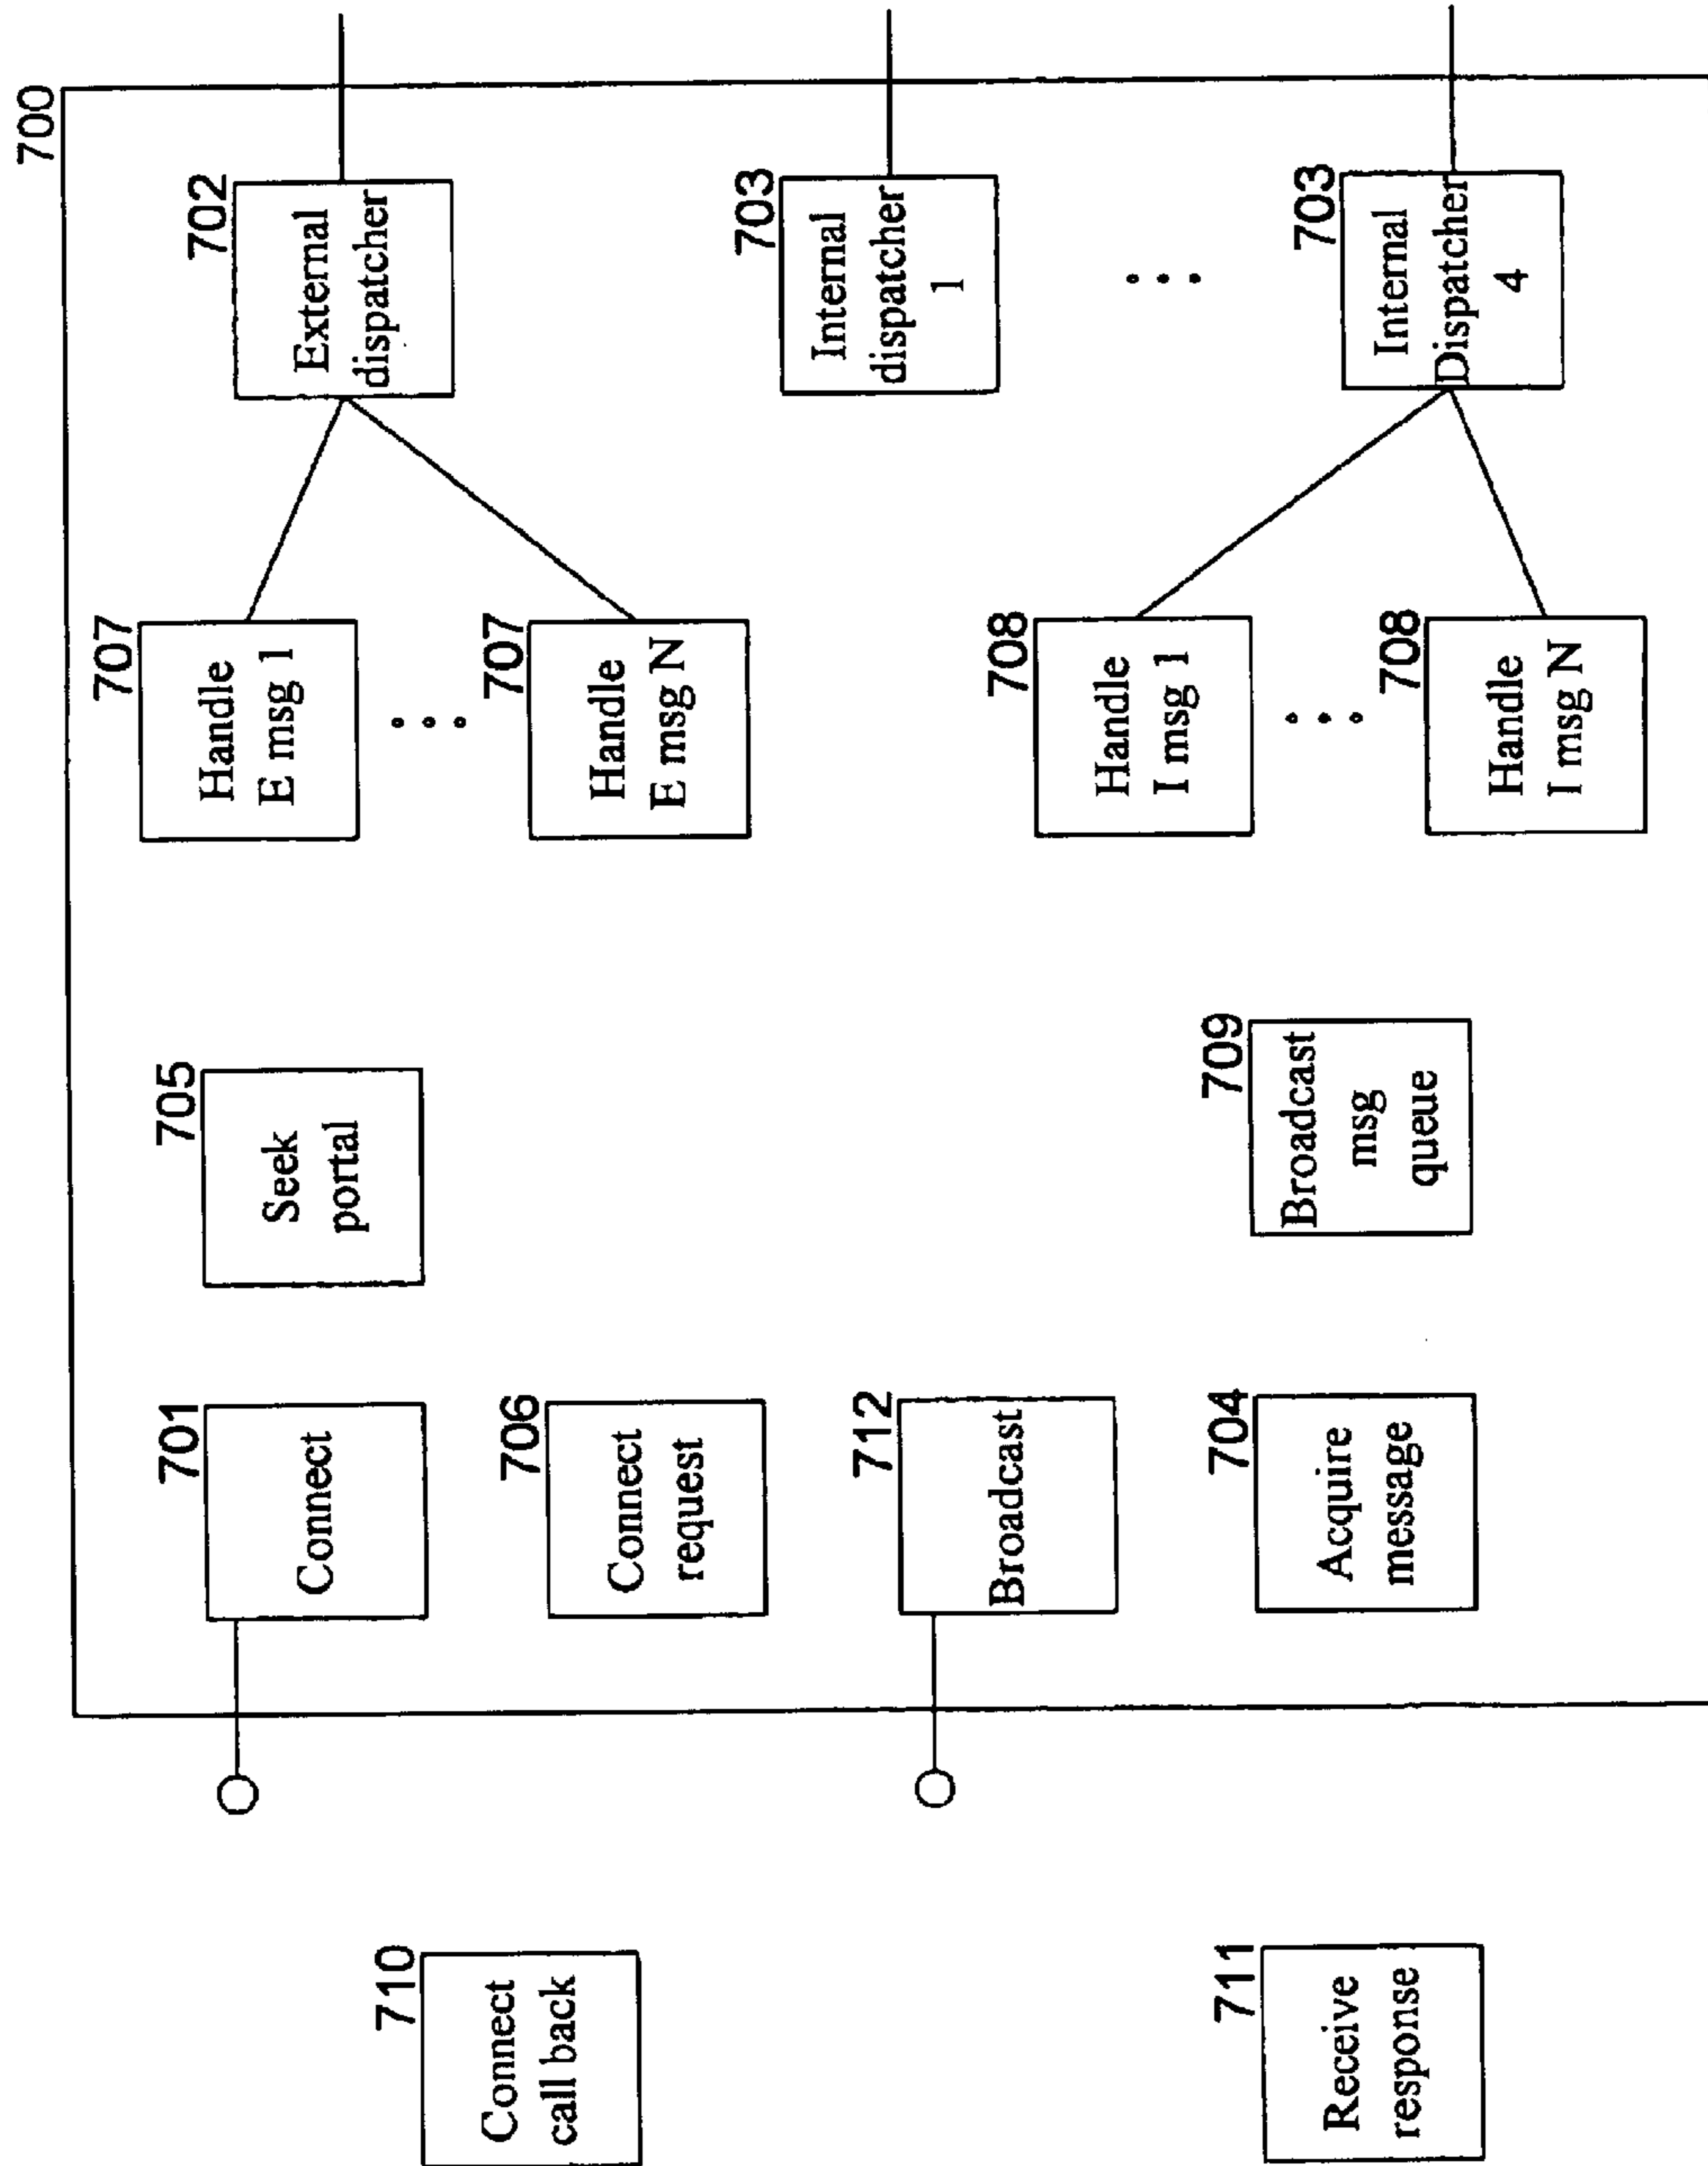 700
701
Connect
705
Seek
portal
707
Handle
E msg 1
702
External
dispatcher
710
Connect
call back
706
Connect
request
707
Handle
E msg N
703
Internal
dispatcher
1
712
Broadcast
708
Handle
I msg 1
711
Receive
response
704
Acquire
message
709
Broadcast
msg
queue
708
Handle
I msg N
703
Internal
Dispatcher
4